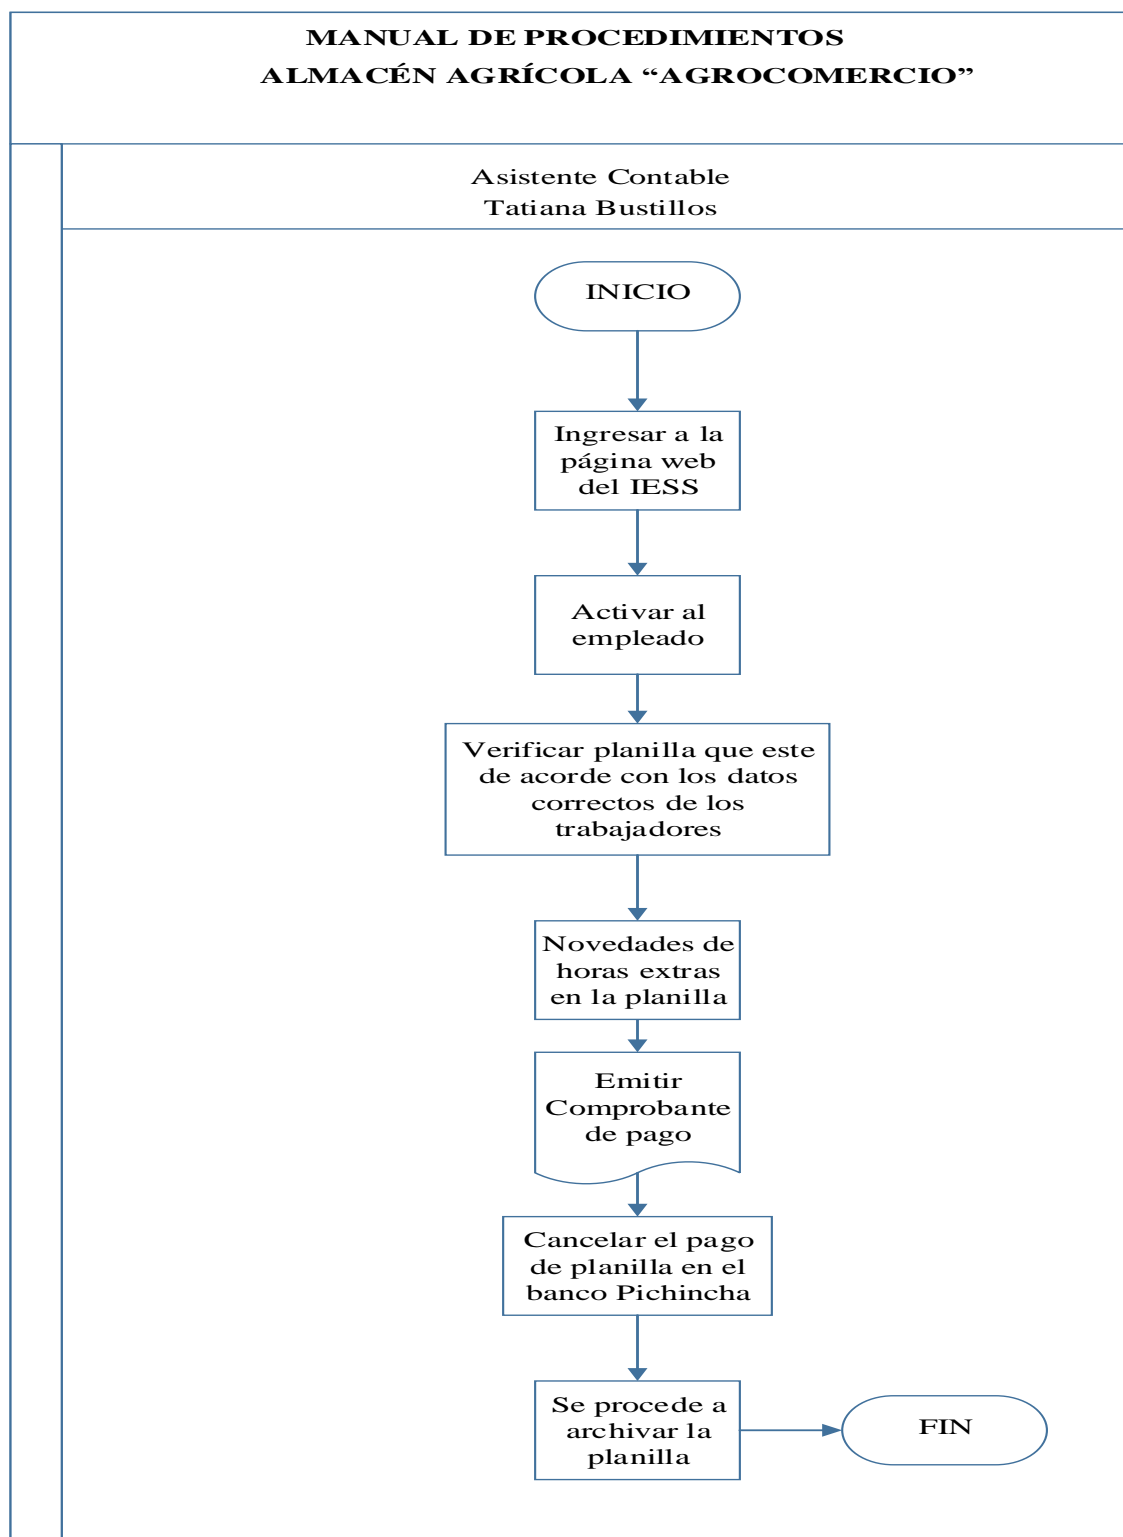 MANUAL DE PROCEDIMIENTOS
ALMACÉN AGRÍCOLA “AGROCOMERCIO”
Asistente Contable
Tatiana Bustillos
INICIO
Ingresar a la
página web
del IESS
Activar al
empleado
Verificar planilla que este
de acorde con los datos
correctos de los
trabajadores
Novedades de
horas extras
en la planilla
Emitir
Comprobante
de pago
Cancelar el pago
de planilla en el
banco Pichincha
Se procede a
archivar la
planilla
FIN